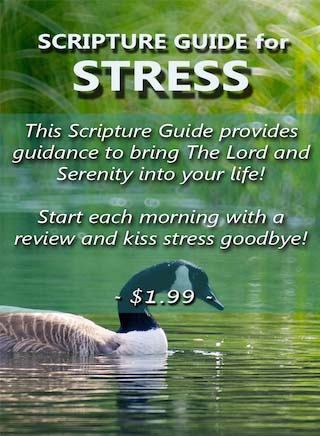 SCRIPTURE GUIDE for
STRESS
This Scripture Guide provides
guidance to bring The Lord and
Serenity into your life!
Start each morning with a
review and kiss stress goodbye!
- $1.99